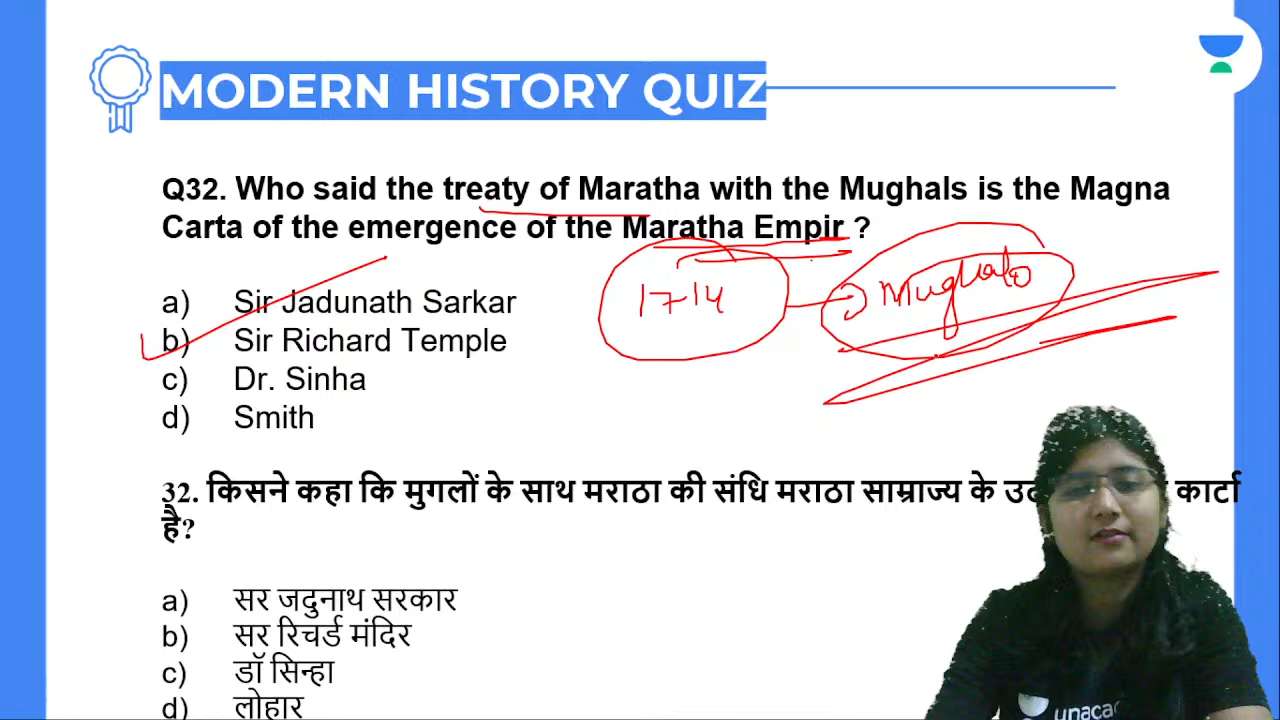 MODERN HISTORY QUIZ
Q32. Who said the treaty of Maratha with the Mughals is the Magna
Carta of the emergence of the Maratha Empir ?
17-14
Mughals
a) Sir Jadunath Sarkar
b) Sir Richard Temple
c) Dr. Sinha
d) Smith
32. किसने कहा कि मुगलों के साथ मराठा की संधि मराठा साम्राज्य के कार्टा
है?
a) सर जदुनाथ सरकार
b) सर रिचर्ड मंदिर
c) डॉ सिन्हा
d) लोहार